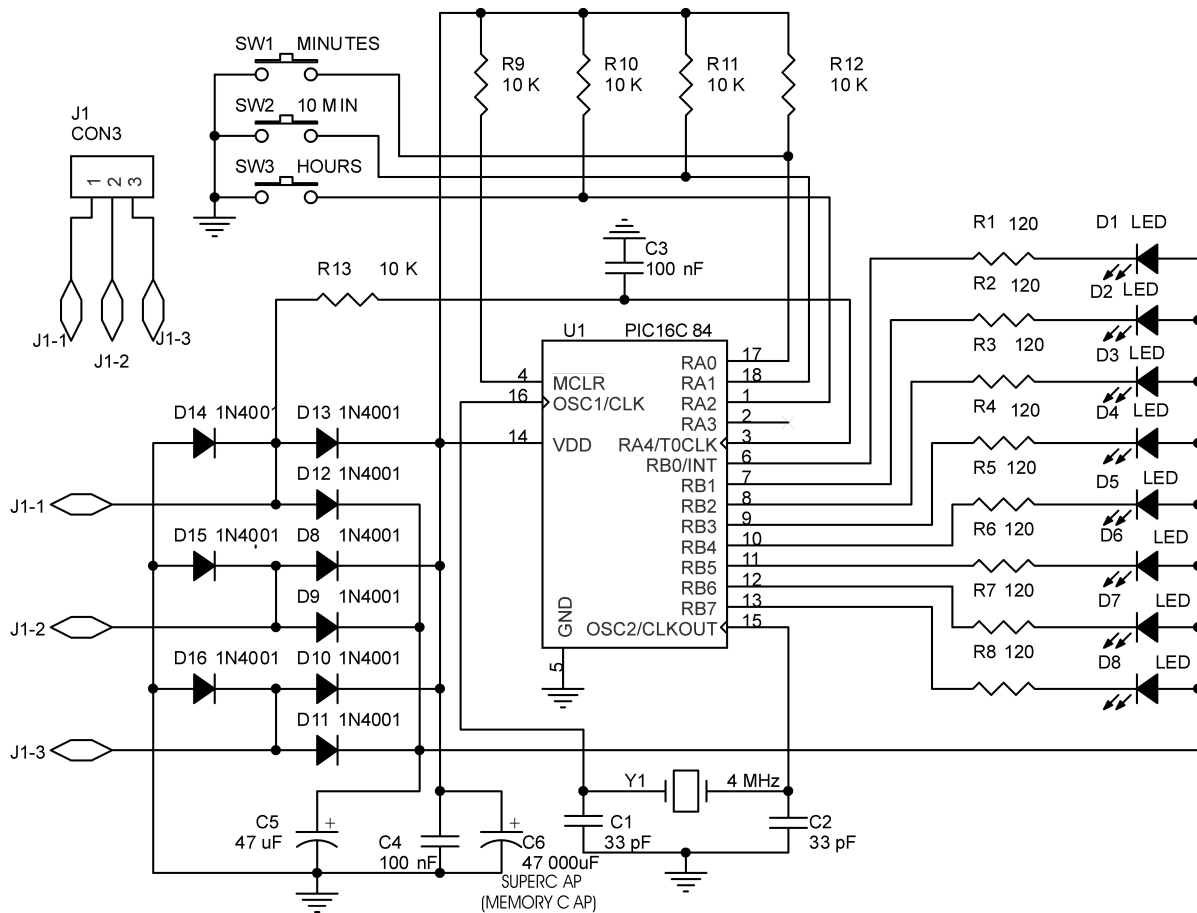 SW1 MINUTES
SW2 10 MIN
SW3 HOURS
R9
10 K
R10
10 K
R11
10 K
R12
10 K
J1
CON3
1 2 3
J1-1
J1-2
J1-3
R13 10 K
C3
100 nF
U1 PIC16C 84
4 MCLR
16 OSC1/CLK
14 VDD
GND
5
RA0 17
RA1 18
RA2 1
RA3 2
RA4/T0CLK 3
RB0/INT 6
RB1 7
RB2 8
RB3 9
RB4 10
RB5 11
RB6 12
RB7 13
OSC2/CLKOUT 15
R1 120
D1 LED
R2 120
D2 LED
R3 120
D3 LED
R4 120
D4 LED
R5 120
D5 LED
R6 120
D6 LED
R7 120
D7 LED
R8 120
D8 LED
D14 1N4001 D13 1N4001
D12 1N4001
J1-1
D15 1N4001 D8 1N4001
D9 1N4001
J1-2
D16 1N4001 D10 1N4001
D11 1N4001
J1-3
C5 +
47 uF
C4
100 nF
+
C6
47 000uF
SUPERC AP
(MEMORY C AP)
Y1 4 MHz
C1
33 pF
C2
33 pF